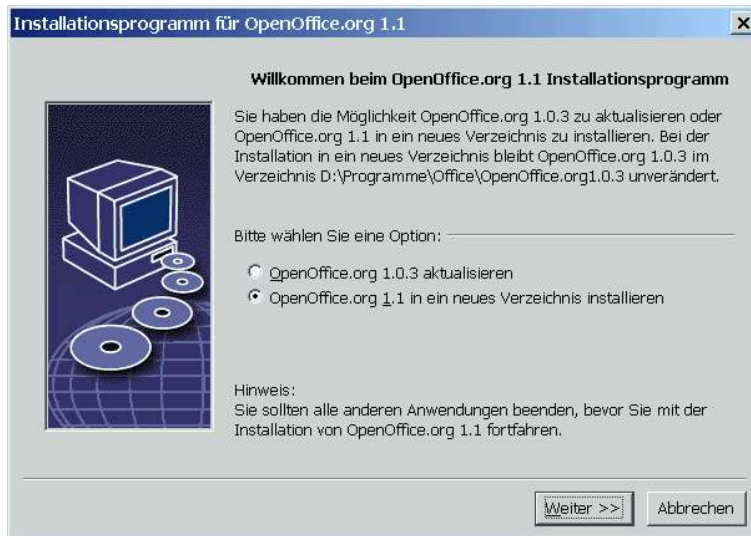 Installationsprogramm für OpenOffice.org 1.1
Willkommen beim OpenOffice.org 1.1 Installationsprogramm
Sie haben die Möglichkeit OpenOffice.org 1.0.3 zu aktualisieren oder
OpenOffice.org 1.1 in ein neues Verzeichnis zu installieren. Bei der
Installation in ein neues Verzeichnis bleibt OpenOffice.org 1.0.3 im
Verzeichnis D:\Programme\Office\OpenOffice.org1.0.3 unverändert.
Bitte wählen Sie eine Option:
OpenOffice.org 1.0.3 aktualisieren
OpenOffice.org 1.1 in ein neues Verzeichnis installieren
Hinweis:
Sie sollten alle anderen Anwendungen beenden, bevor Sie mit der
Installation von OpenOffice.org 1.1 fortfahren.
Weiter >>
Abbrechen